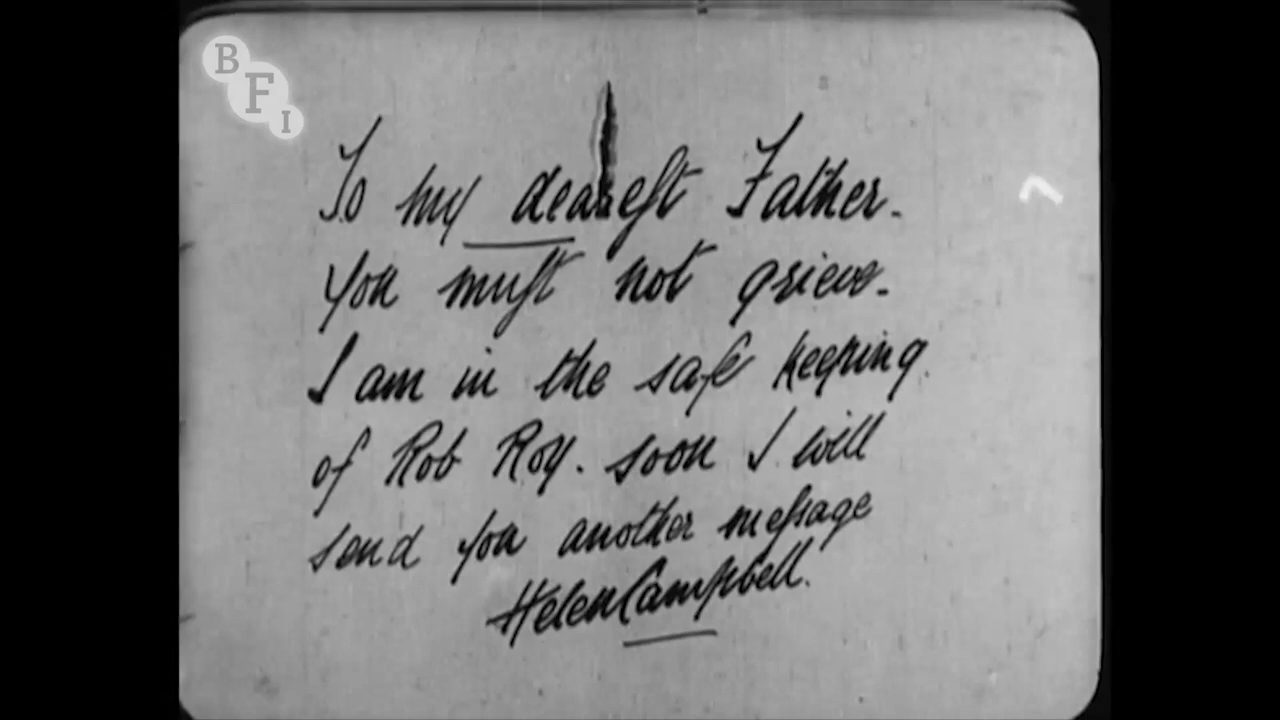 BFI
To my deareſt Father.
you muſt not grieve.
I am in the safe keeping.
of Rob Roy. soon I will
send you another meſsage
Helen Campbell.